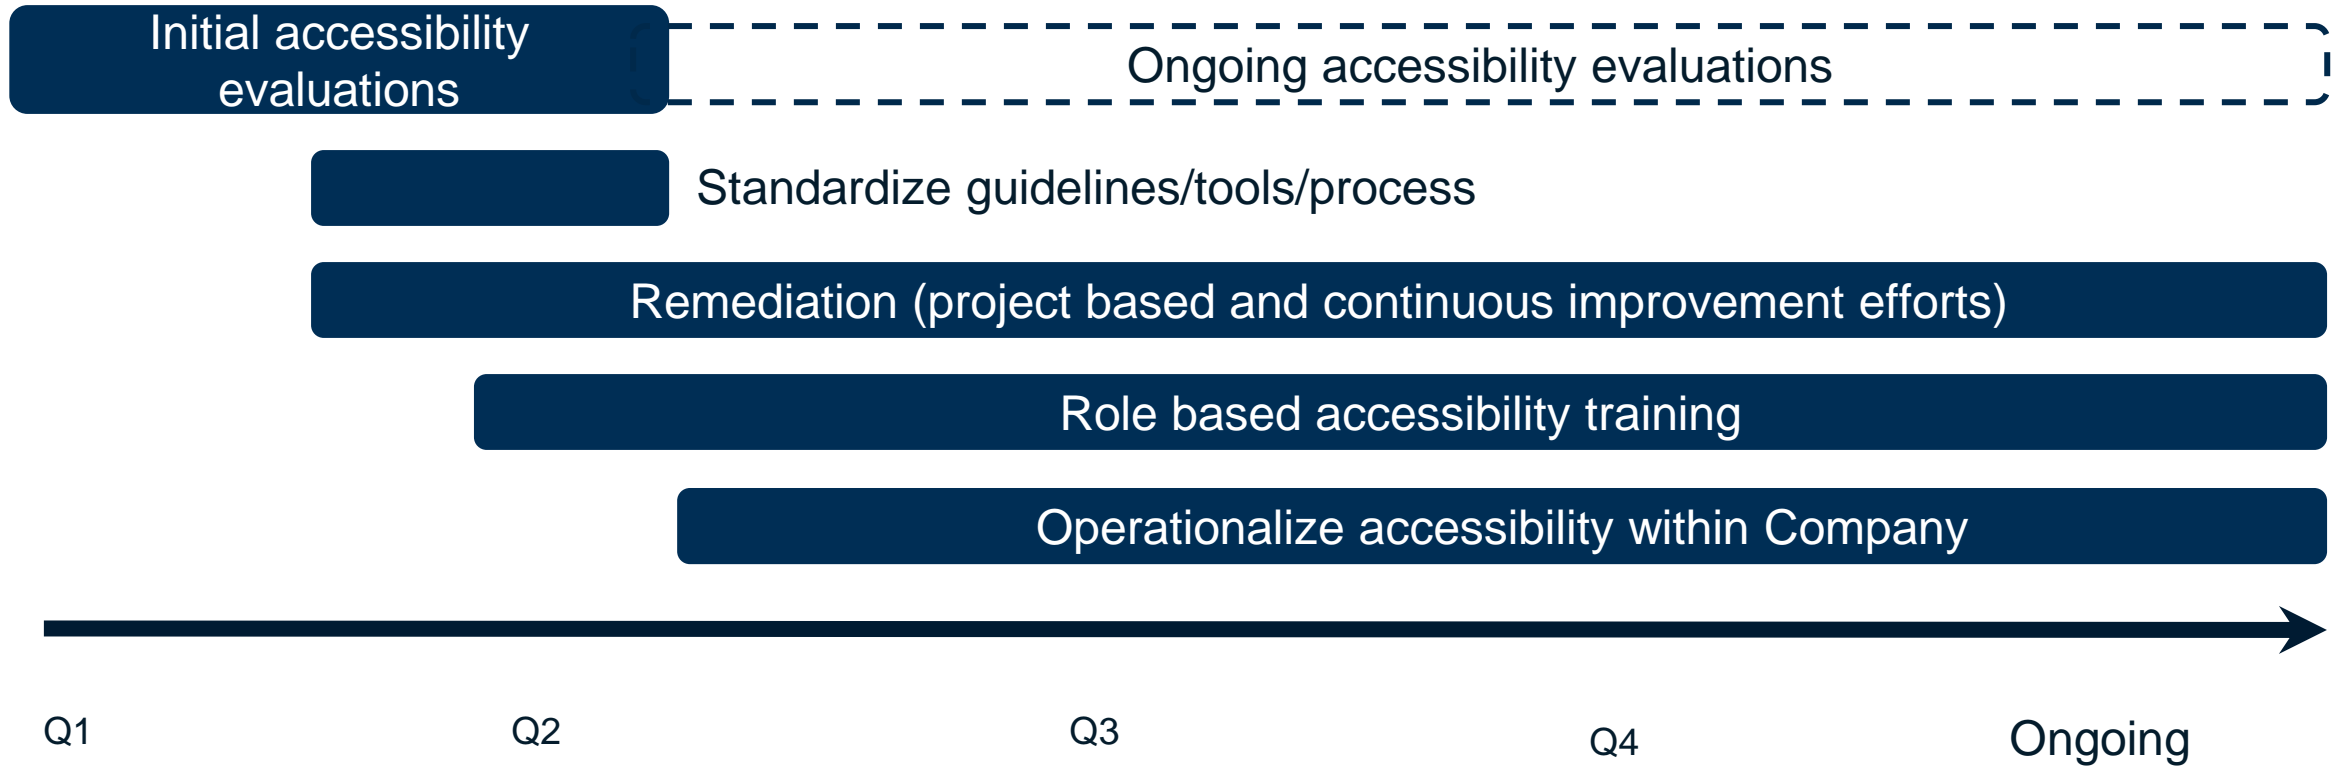 Initial accessibility
evaluations
Ongoing accessibility evaluations
Standardize guidelines/tools/process
Remediation (project based and continuous improvement efforts)
Role based accessibility training
Operationalize accessibility within Company
Q1
Q2
Q3
Q4
Ongoing